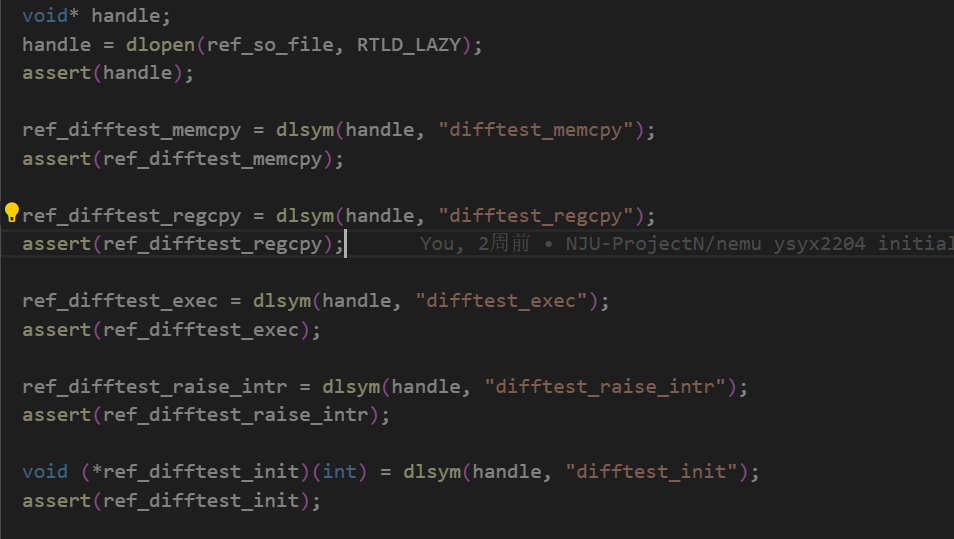 void* handle;
handle = dlopen(ref_so_file, RTLD_LAZY);
assert(handle);
ref_difftest_memcpy = dlsym(handle, "difftest_memcpy");
assert(ref_difftest_memcpy);
ref_difftest_regcpy = dlsym(handle, "difftest_regcpy");
assert(ref_difftest_regcpy); You, 2周前 • NJU-ProjectN/nemu ysyx2204 initial
ref_difftest_exec = dlsym(handle, "difftest_exec");
assert(ref_difftest_exec);
ref_difftest_raise_intr = dlsym(handle, "difftest_raise_intr");
assert(ref_difftest_raise_intr);
void (*ref_difftest_init)(int) = dlsym(handle, "difftest_init");
assert(ref_difftest_init);